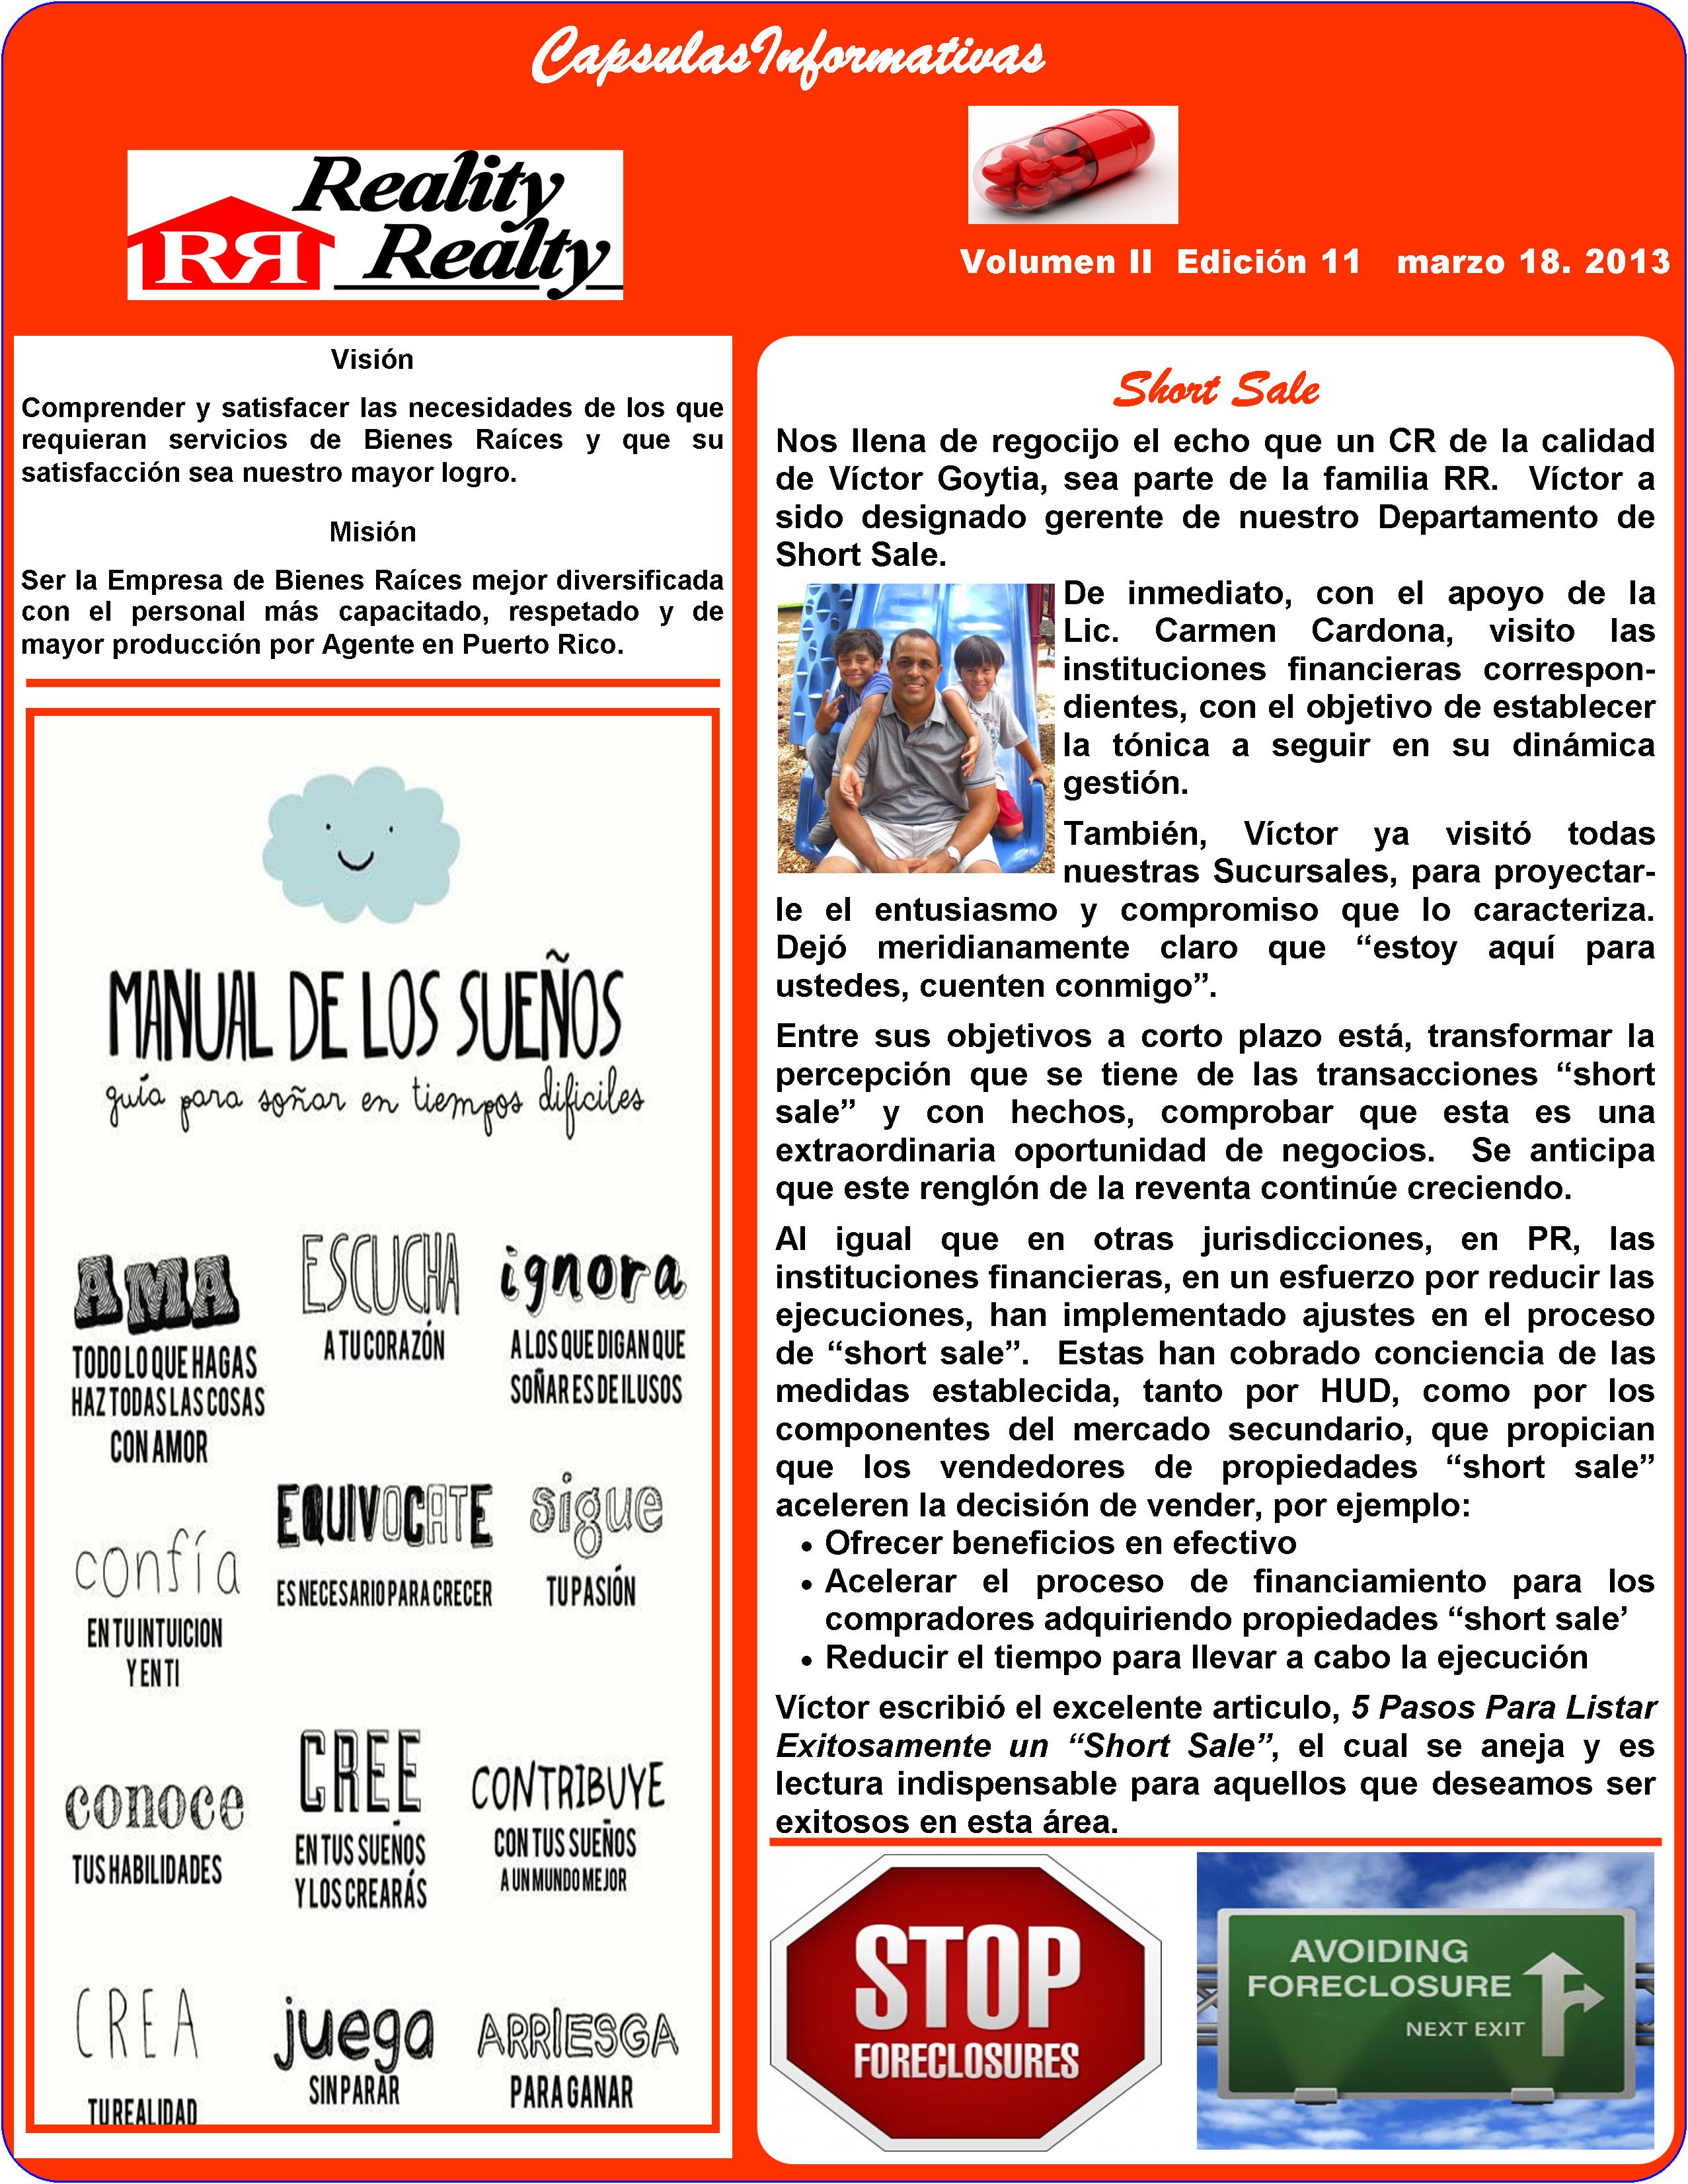 CapsulasInformativas
Reality
Realty
RR
Volumen II  Edición 11   marzo 18. 2013
Visión
Comprender y satisfacer las necesidades de los que
requieran servicios de Bienes Raíces y que su
satisfacción sea nuestro mayor logro.
Misión
Ser la Empresa de Bienes Raíces mejor diversificada
con el personal más capacitado, respetado y de
mayor producción por Agente en Puerto Rico.
MANUAL DE LOS SUEÑOS
guía para soñar en tiempos dificiles
AMA
TODO LO QUE HAGAS
HAZ TODAS LAS COSAS
CON AMOR
ESCUCHA
A TU CORAZÓN
ignora
A LOS QUE DIGAN QUE
SOÑAR ES DE ILUSOS
confía
EN TU INTUICION
Y EN TI
EQUIVOCATE
ES NECESARIO PARA CRECER
sigue
TU PASIÓN
conoce
TUS HABILIDADES
CREE
EN TUS SUEÑOS
Y LOS CREARÁS
CONTRIBUYE
CON TUS SUEÑOS
A UN MUNDO MEJOR
CREA
TU REALIDAD
juega
SIN PARAR
ARRIESGA
PARA GANAR
Short Sale
Nos llena de regocijo el echo que un CR de la calidad
de Víctor Goytia, sea parte de la familia RR.  Víctor a
sido designado gerente de nuestro Departamento de
Short Sale.
De inmediato, con el apoyo de la
Lic. Carmen Cardona, visito las
instituciones financieras correspon-
dientes, con el objetivo de establecer
la tónica a seguir en su dinámica
gestión.
También, Víctor ya visitó todas
nuestras Sucursales, para proyectar-
le el entusiasmo y compromiso que lo caracteriza.
Dejó meridianamente claro que “estoy aquí para
ustedes, cuenten conmigo”.
Entre sus objetivos a corto plazo está, transformar la
percepción que se tiene de las transacciones “short
sale” y con hechos, comprobar que esta es una
extraordinaria oportunidad de negocios.  Se anticipa
que este renglón de la reventa continúe creciendo.
Al igual que en otras jurisdicciones, en PR, las
instituciones financieras, en un esfuerzo por reducir las
ejecuciones, han implementado ajustes en el proceso
de “short sale”.  Estas han cobrado conciencia de las
medidas establecida, tanto por HUD, como por los
componentes del mercado secundario, que propician
que los vendedores de propiedades “short sale”
aceleren la decisión de vender, por ejemplo:
• Ofrecer beneficios en efectivo
• Acelerar el proceso de financiamiento para los
compradores adquiriendo propiedades “short sale’
• Reducir el tiempo para llevar a cabo la ejecución
Víctor escribió el excelente articulo, 5 Pasos Para Listar
Exitosamente un “Short Sale”, el cual se aneja y es
lectura indispensable para aquellos que deseamos ser
exitosos en esta área.
STOP
FORECLOSURES
AVOIDING
FORECLOSURE
NEXT EXIT